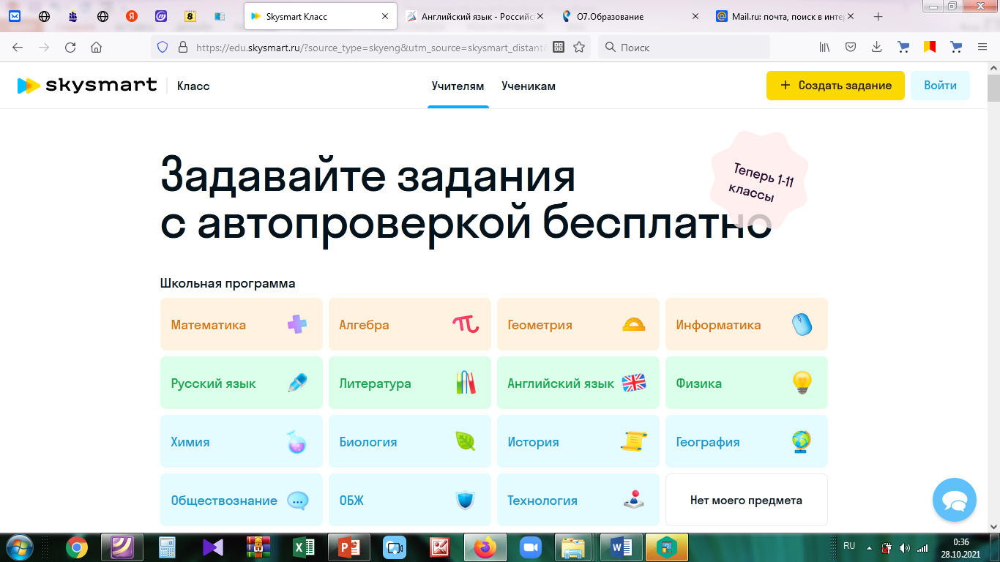 Skysmart Класс
Английский язык - Российск
О7.Образование
Mail.ru: почта, поиск в интер
https://edu.skysmart.ru/?source_type=skyeng&utm_source=skysmart_distant&
Поиск
skysmart
Класс
Учителям
Ученикам
+ Создать задание
Войти
Задавайте задания
с автопроверкой бесплатно
Теперь 1-11
классы
Школьная программа
Математика
Алгебра
Геометрия
Информатика
Русский язык
Литература
Английский язык
Физика
Химия
Биология
История
География
Обществознание
ОБЖ
Технология
Нет моего предмета
RU
0:36
28.10.2021